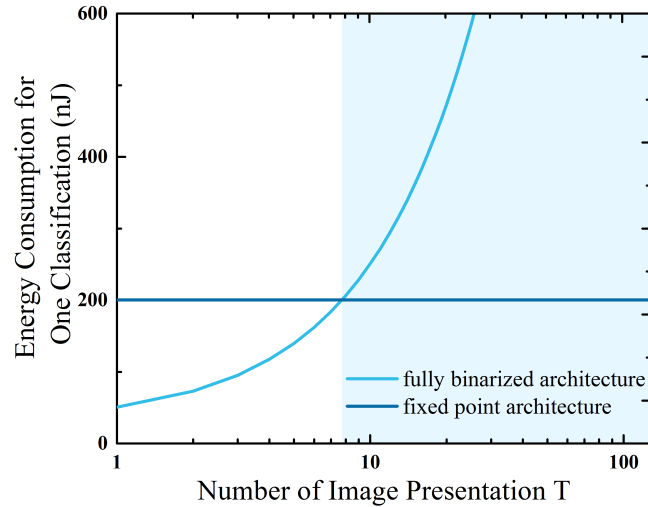 Energy Consumption for
One Classification (nJ)
600
400
200
0
fully binarized architecture
fixed point architecture
1
10
100
Number of Image Presentation T